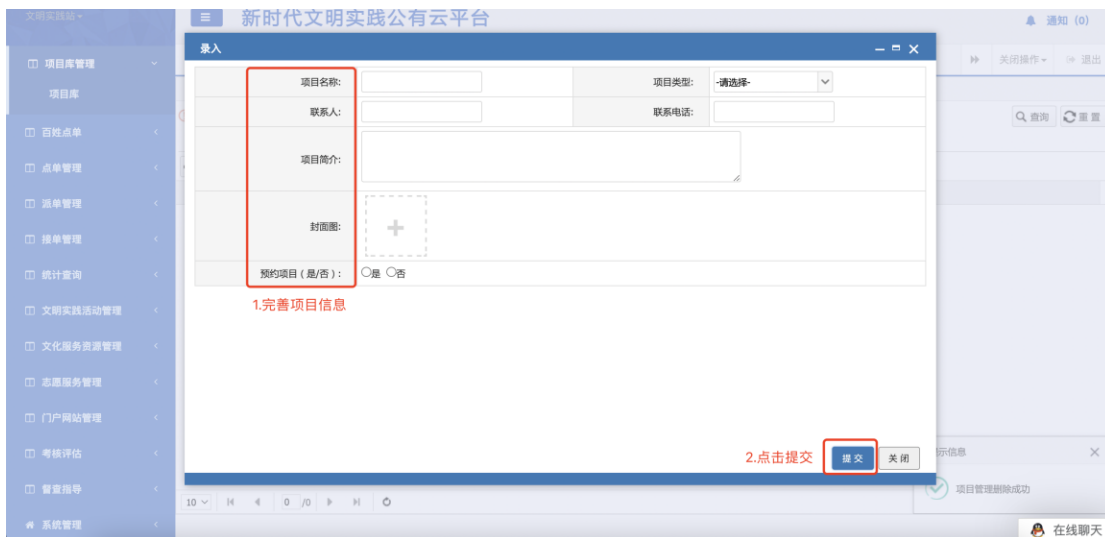 文明实践站
新时代文明实践公有云平台
通知 (0)
录入
项目库管理
关闭操作
退出
项目名称:
项目类型:
-请选择-
项目库
联系人:
联系电话:
查询
重置
百姓点单
项目简介:
点单管理
派单管理
封面图:
接单管理
统计查询
预约项目(是/否):
是 否
1.完善项目信息
文明实践活动管理
文化服务资源管理
志愿服务管理
门户网站管理
考核评估
2.点击提交
提交
关闭
示信息
督查指导
10
0 /0
项目管理删除成功
系统管理
在线聊天